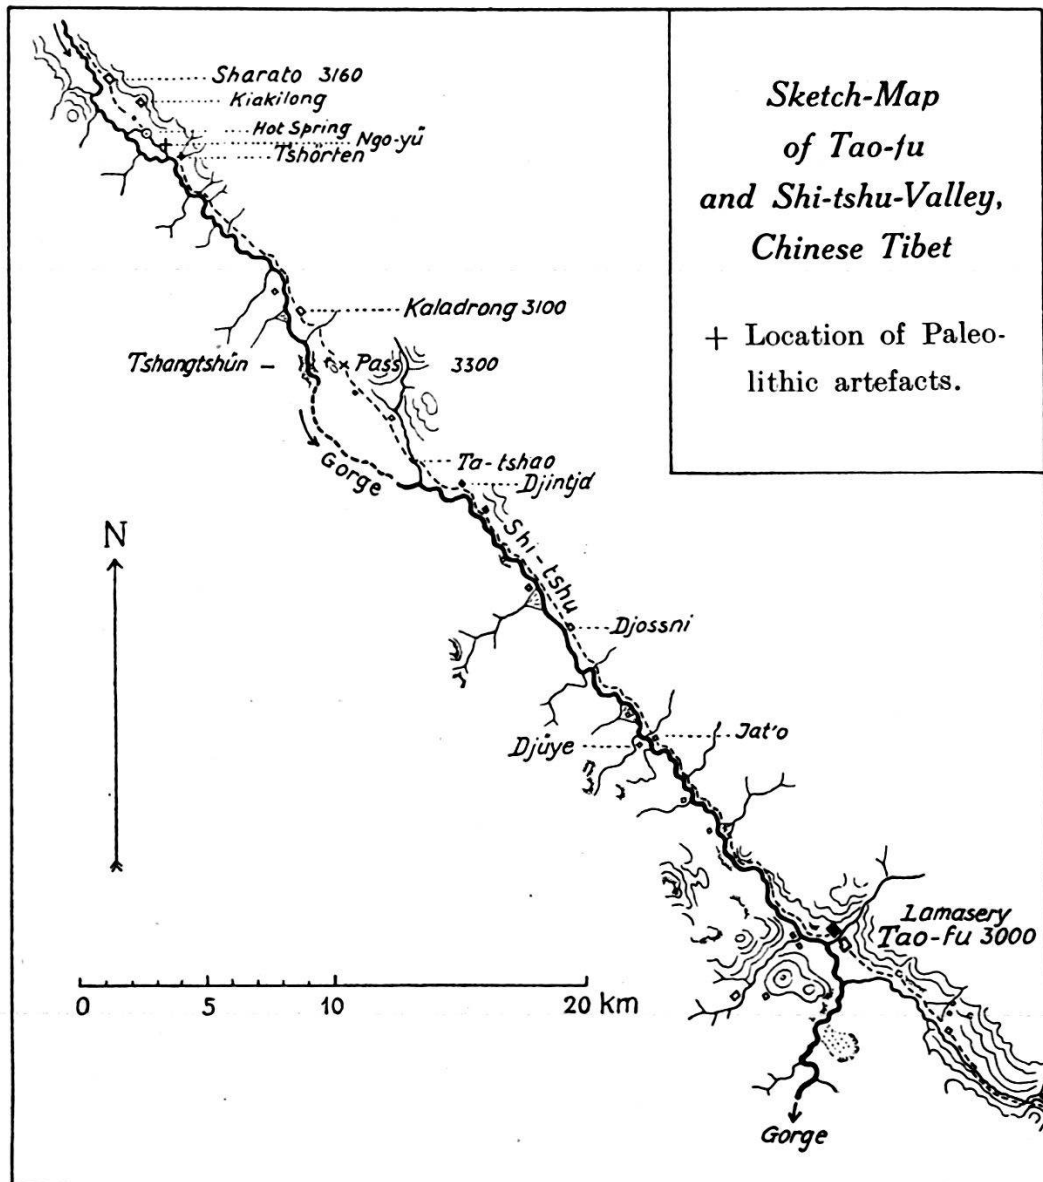 Sketch-Map
of Tao-fu
and Shi-tshu-Valley,
Chinese Tibet
+ Location of Paleo-
lithic artefacts.
Sharato 3160
Kiakilong
Hot Spring
Ngo-yü
Tshörten
Kaladrong 3100
Tshangtshün
Pass 3300
Gorge
Ta-tshao
Djintjd
Shi-tshu
N
Djossni
Jat'o
Djüye
Lamasery
Tao-fu 3000
0 5 10 20 km
Gorge